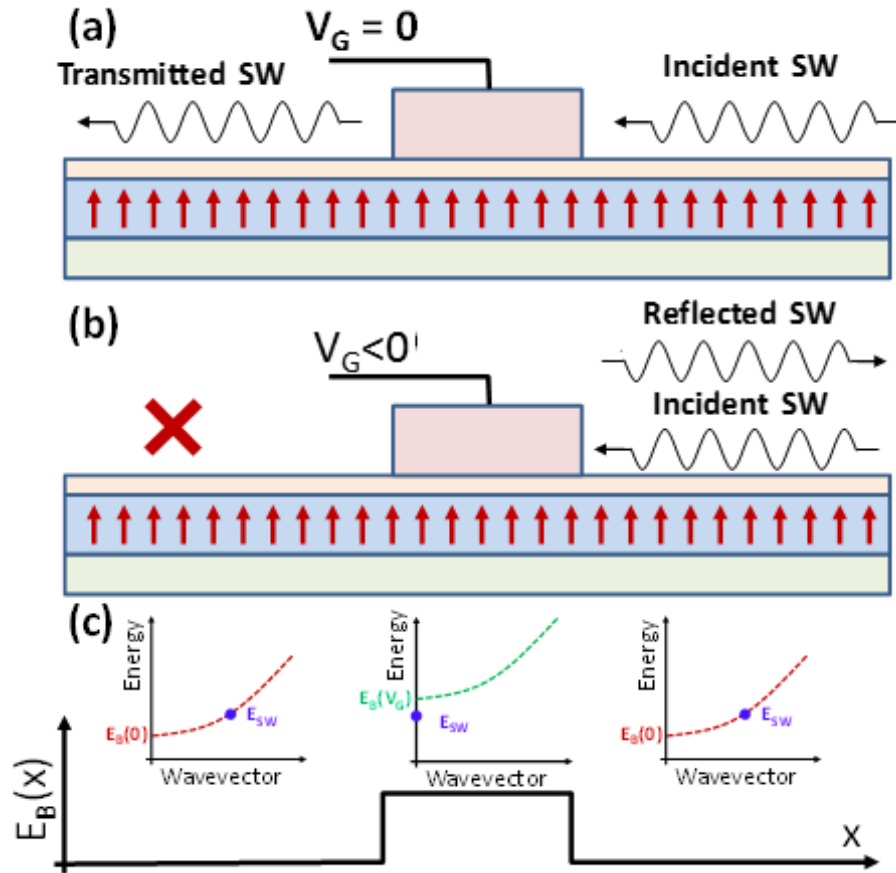 (a)
V_G = 0
Transmitted SW
Incident SW
(b)
Reflected SW
V_G<0
Incident SW
(c)
Energy
E_B(0)
E_SW
Wavevector
Energy
E_B(V_G)
E_SW
Wavevector
Energy
E_B(0)
E_SW
Wavevector
E_B(x)
X